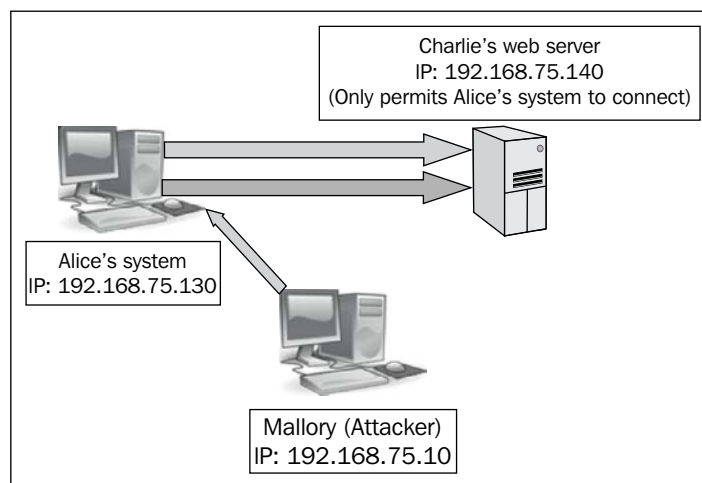 Charlie's web server
IP: 192.168.75.140
(Only permits Alice's system to connect)
Alice's system
IP: 192.168.75.130
Mallory (Attacker)
IP: 192.168.75.10